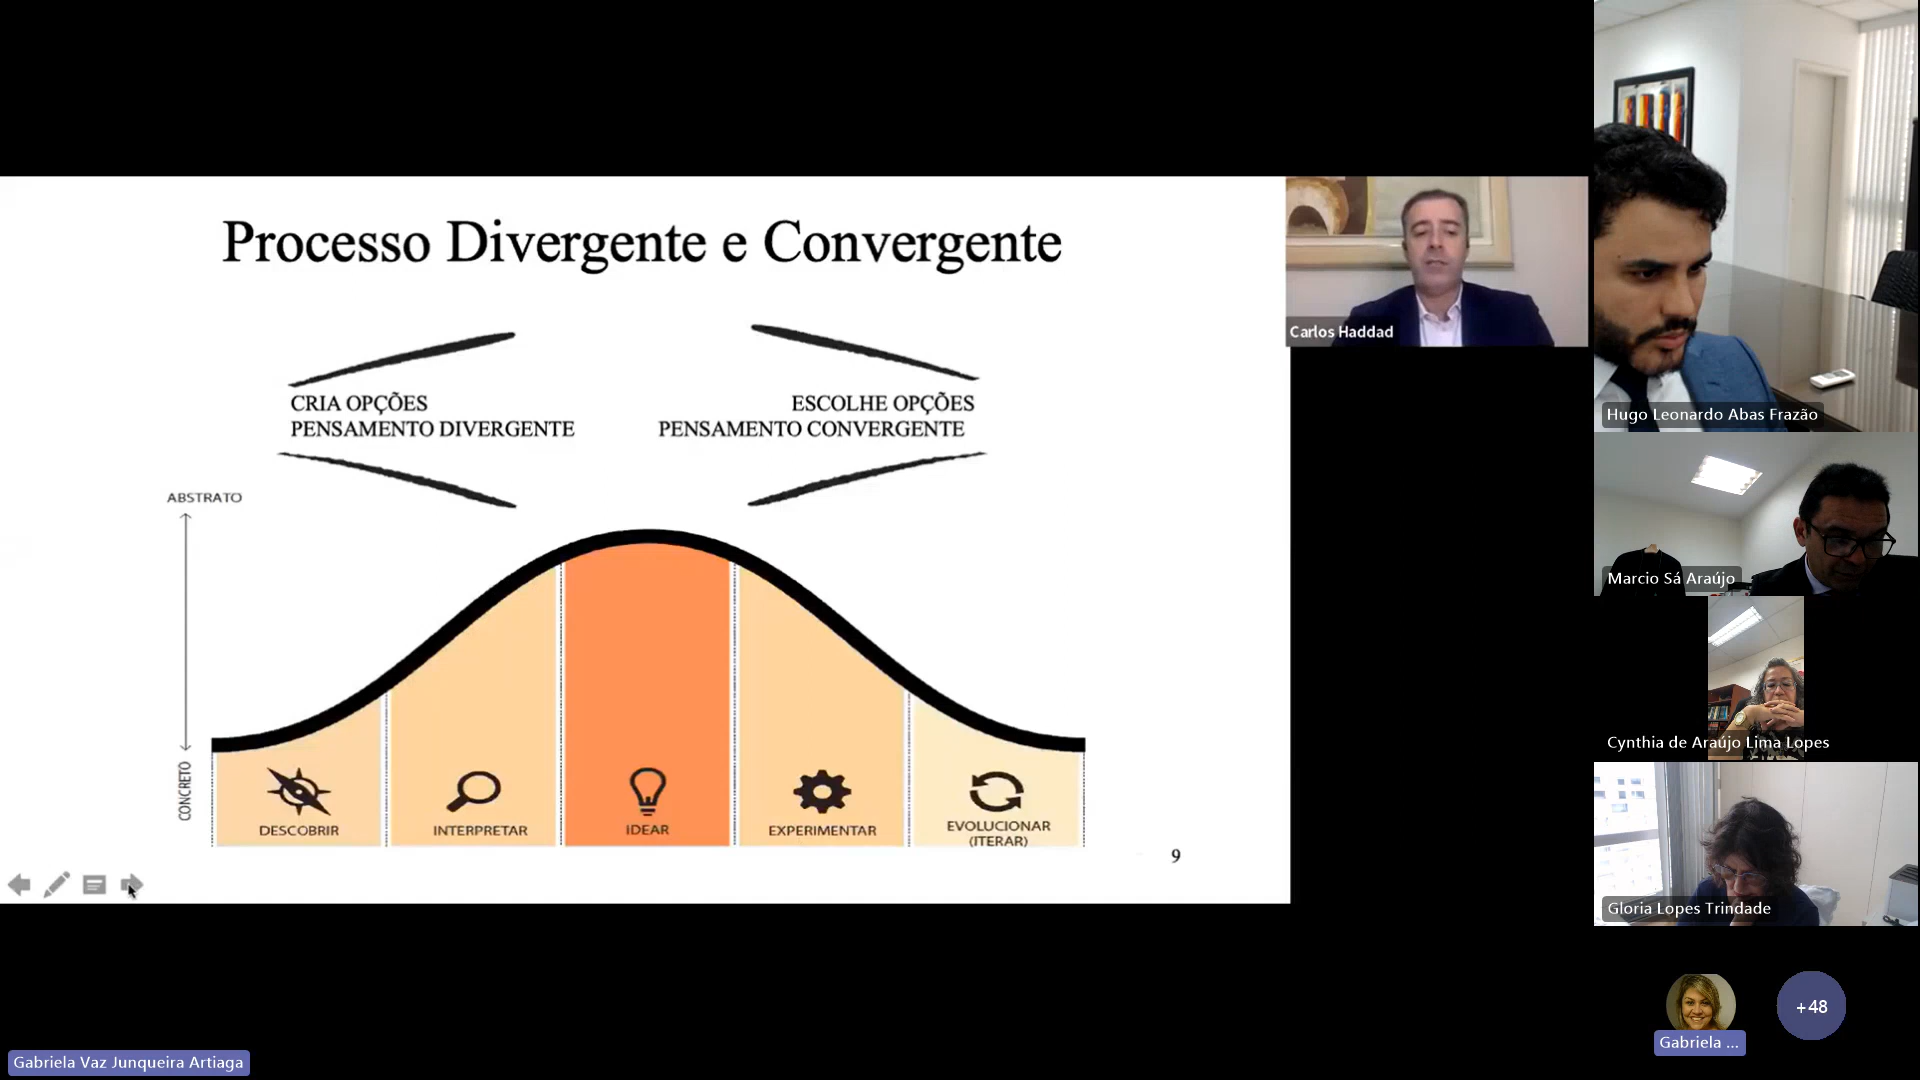 Processo Divergente e Convergente
CRIA OPÇÕES
PENSAMENTO DIVERGENTE
ESCOLHE OPÇÕES
PENSAMENTO CONVERGENTE
ABSTRATO
CONCRETO
DESCOBRIR
INTERPRETAR
IDEAR
EXPERIMENTAR
EVOLUCIONAR
(ITERAR)
9
Carlos Haddad
Hugo Leonardo Abas Frazão
Marcio Sá Araújo
Cynthia de Araújo Lima Lopes
Gloria Lopes Trindade
Gabriela ...
+48
Gabriela Vaz Junqueira Artiaga